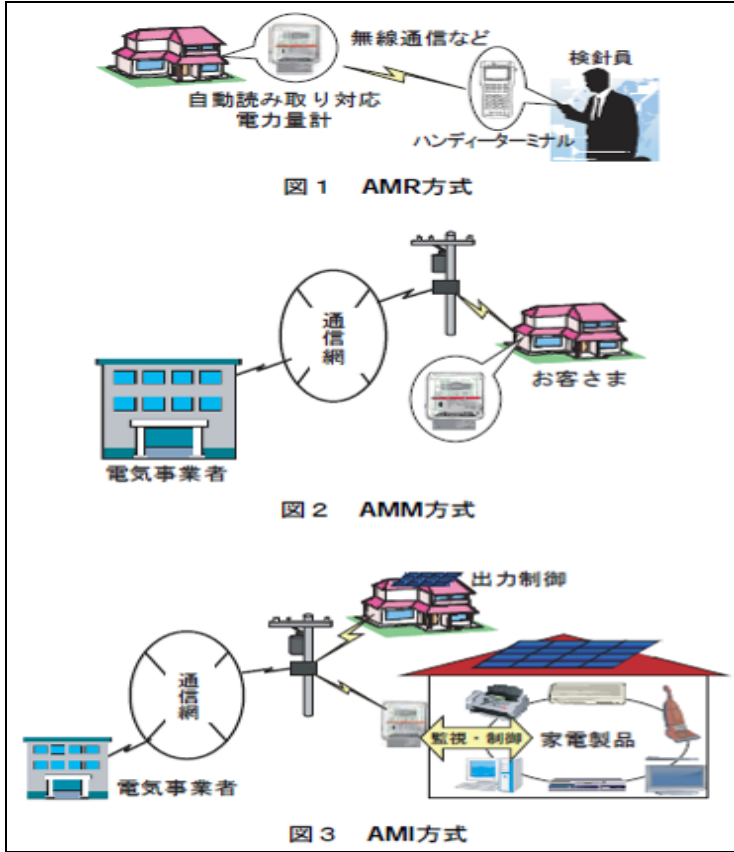 無線通信など
検針員
自動読み取り対応
電力量計
ハンディーターミナル
図1 AMR方式
通信網
お客さま
電気事業者
図2 AMM方式
出力制御
通信網
監視・制御
家電製品
電気事業者
図3 AMI方式